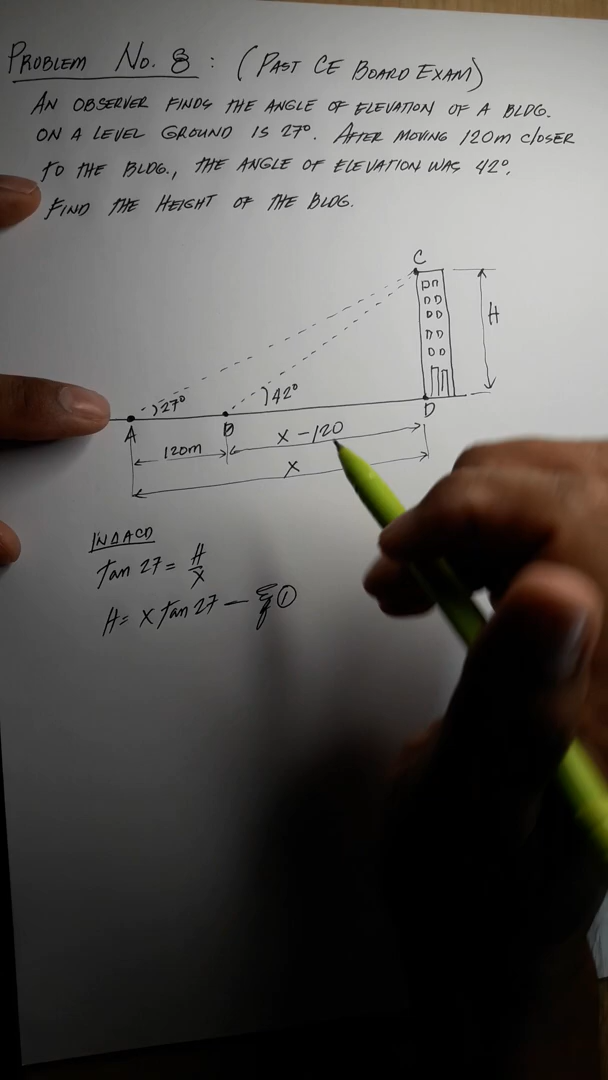 PROBLEM No. 8 : (PAST CE BOARD EXAM)
AN OBSERVER FINDS THE ANGLE OF ELEVATION OF A BLDG.
ON A LEVEL GROUND IS 27°. AFTER MOVING 120m CLOSER
TO THE BLDG., THE ANGLE OF ELEVATION WAS 42°.
FIND THE HEIGHT OF THE BLDG.
C
H
27°
42°
A
B
D
120m
X - 120
X
IN △ ACD
tan 27 = H/X
H = X tan 27 — Eq ①